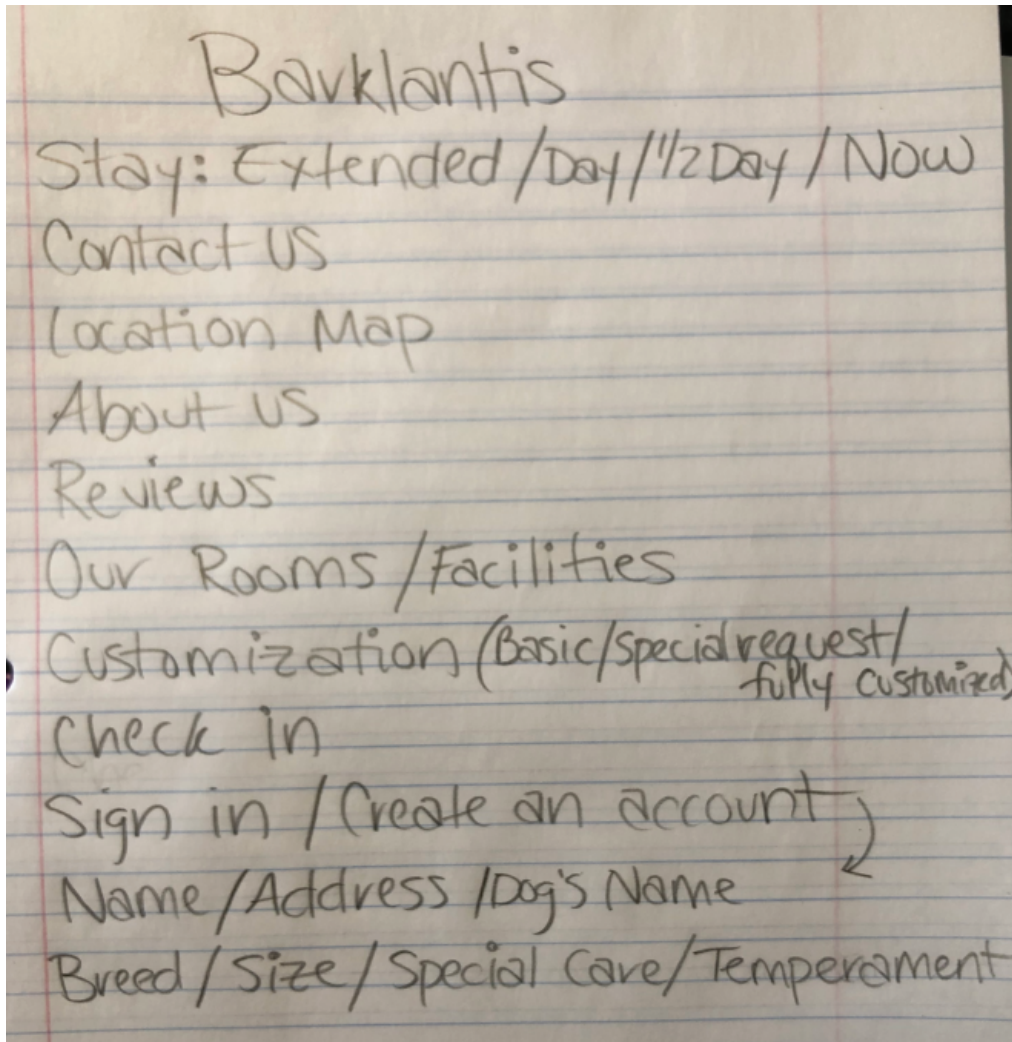 Barklantis
Stay: Extended / Day / 1/2 Day / Now
Contact us
Location Map
About us
Reviews
Our Rooms / Facilities
Customization (Basic/special request/
fully customized)
Check in
Sign in / Create an account
Name / Address / Dog's Name
Breed / Size / Special Care / Temperament